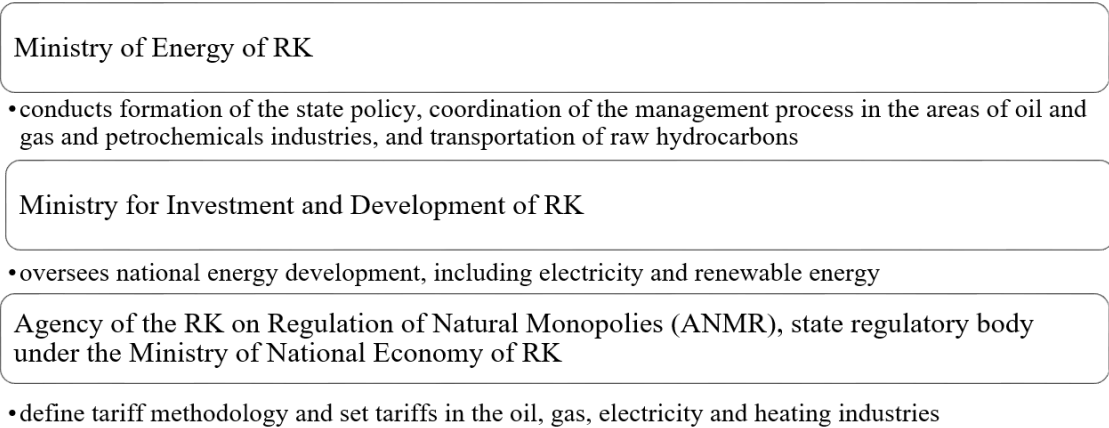 Ministry of Energy of RK
•conducts formation of the state policy, coordination of the management process in the areas of oil and
gas and petrochemicals industries, and transportation of raw hydrocarbons
Ministry for Investment and Development of RK
•oversees national energy development, including electricity and renewable energy
Agency of the RK on Regulation of Natural Monopolies (ANMR), state regulatory body
under the Ministry of National Economy of RK
•define tariff methodology and set tariffs in the oil, gas, electricity and heating industries